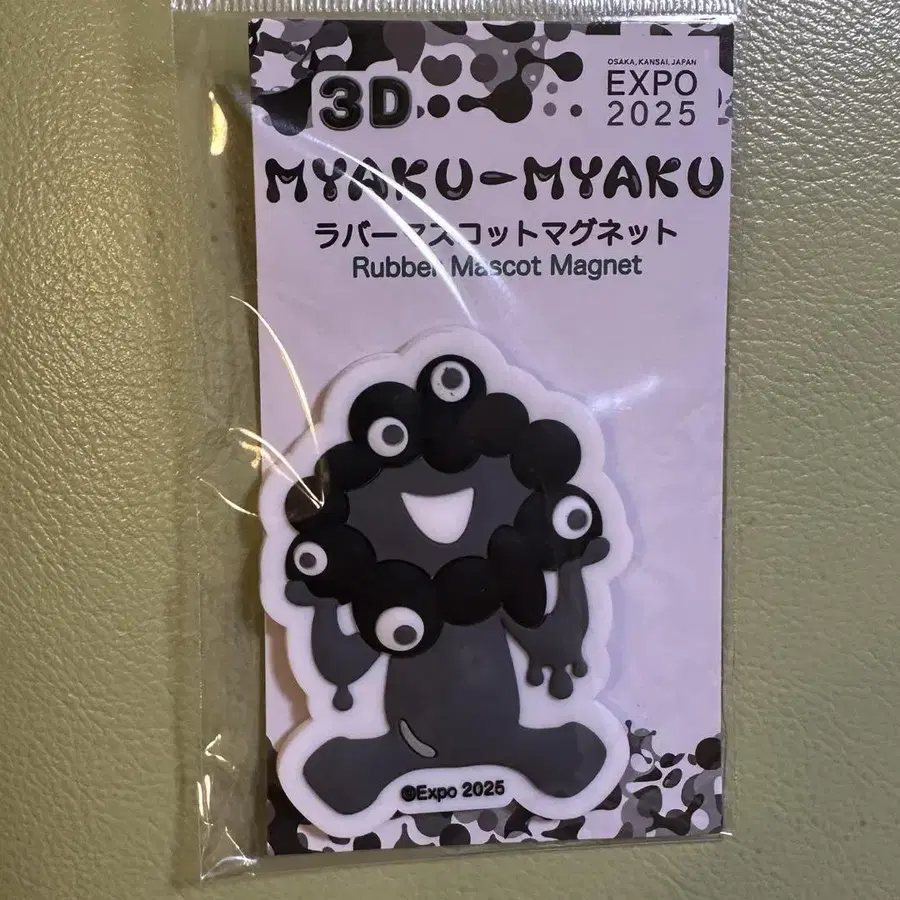 OSAKA, KANSAI, JAPAN
EXPO
2025
3D
MYAKU-MYAKU
ラバーマスコットマグネット
Rubber Mascot Magnet
©Expo 2025